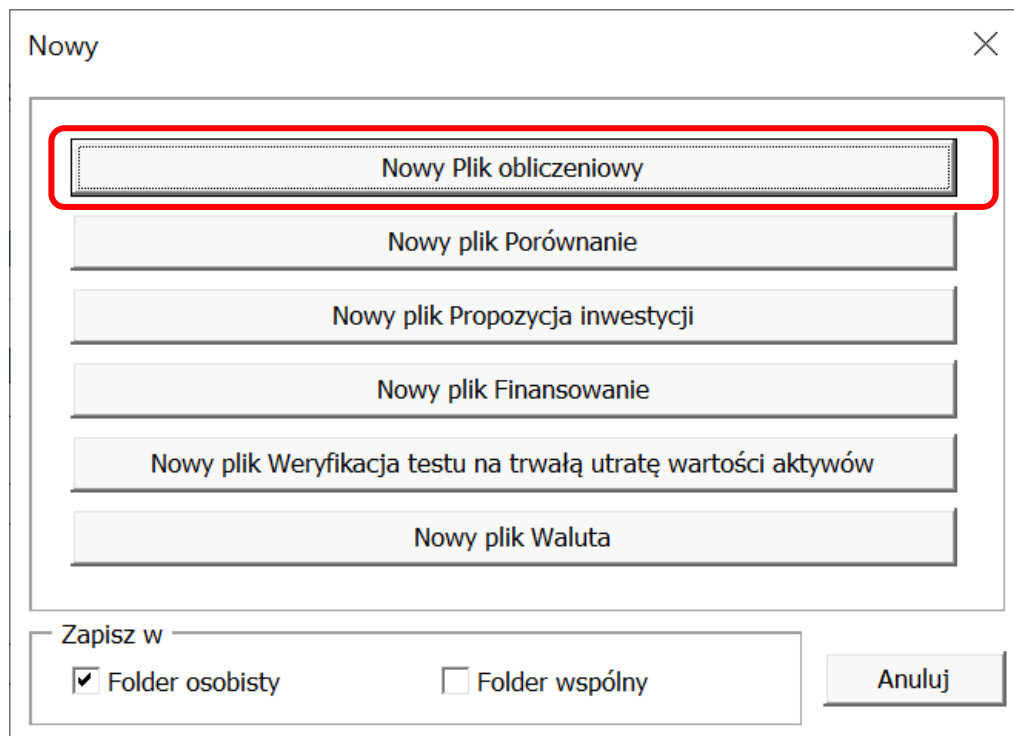 Nowy
Nowy Plik obliczeniowy
Nowy plik Porównanie
Nowy plik Propozycja inwestycji
Nowy plik Finansowanie
Nowy plik Weryfikacja testu na trwałą utratę wartości aktywów
Nowy plik Waluta
Zapisz w
Folder osobisty
Folder wspólny
Anuluj